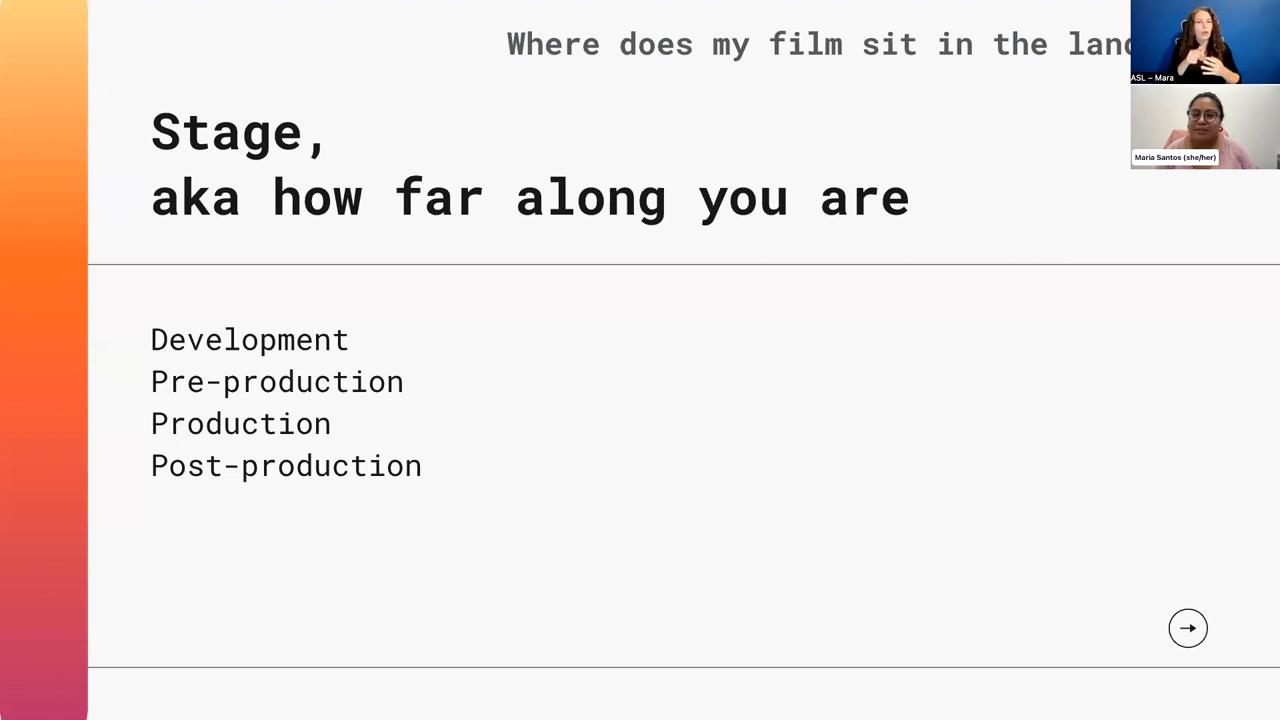 Where does my film sit in the
ASL – Mara
Maria Santos (she/her)
Stage,
aka how far along you are
Development
Pre-production
Production
Post-production